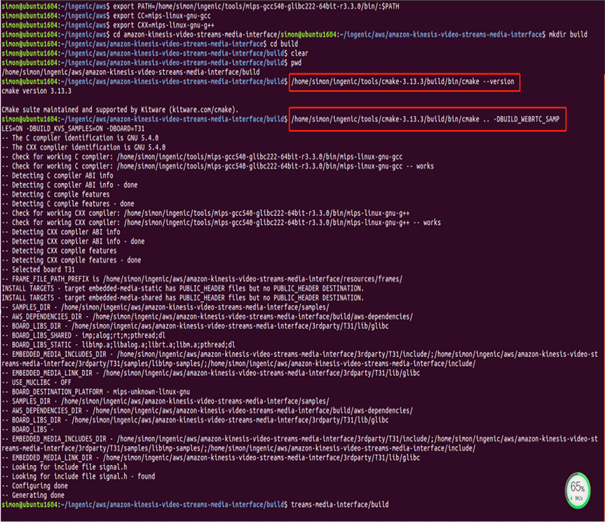 simon@ubuntu1604:~/ingenic/aws$ export PATH=/home/simon/ingenic/tools/mips-gcc540-glibc222-64bit-r3.3.0/bin/:$PATH
simon@ubuntu1604:~/ingenic/aws$ export CC=mips-linux-gnu-gcc
simon@ubuntu1604:~/ingenic/aws$ export CXX=mips-linux-gnu-g++
simon@ubuntu1604:~/ingenic/aws$ cd amazon-kinesis-video-streams-media-interface/simon@ubuntu1604:~/ingenic/aws/amazon-kinesis-video-streams-media-interface$ mkdir build
simon@ubuntu1604:~/ingenic/aws/amazon-kinesis-video-streams-media-interface$ cd build
simon@ubuntu1604:~/ingenic/aws/amazon-kinesis-video-streams-media-interface/build$ clear
simon@ubuntu1604:~/ingenic/aws/amazon-kinesis-video-streams-media-interface/build$ pwd
/home/simon/ingenic/aws/amazon-kinesis-video-streams-media-interface/build
simon@ubuntu1604:~/ingenic/aws/amazon-kinesis-video-streams-media-interface/build$ /home/simon/ingenic/tools/cmake-3.13.3/build/bin/cmake --version
cmake version 3.13.3
CMake suite maintained and supported by Kitware (kitware.com/cmake).
simon@ubuntu1604:~/ingenic/aws/amazon-kinesis-video-streams-media-interface/build$ /home/simon/ingenic/tools/cmake-3.13.3/build/bin/cmake .. -DBUILD_WEBRTC_SAMP
LES=ON -DBUILD_KVS_SAMPLES=ON -DBOARD=T31
-- The C compiler identification is GNU 5.4.0
-- The CXX compiler identification is GNU 5.4.0
-- Check for working C compiler: /home/simon/ingenic/tools/mips-gcc540-glibc222-64bit-r3.3.0/bin/mips-linux-gnu-gcc
-- Check for working C compiler: /home/simon/ingenic/tools/mips-gcc540-glibc222-64bit-r3.3.0/bin/mips-linux-gnu-gcc -- works
-- Detecting C compiler ABI info
-- Detecting C compiler ABI info - done
-- Detecting C compile features
-- Detecting C compile features - done
-- Check for working CXX compiler: /home/simon/ingenic/tools/mips-gcc540-glibc222-64bit-r3.3.0/bin/mips-linux-gnu-g++
-- Check for working CXX compiler: /home/simon/ingenic/tools/mips-gcc540-glibc222-64bit-r3.3.0/bin/mips-linux-gnu-g++ -- works
-- Detecting CXX compiler ABI info
-- Detecting CXX compiler ABI info - done
-- Detecting CXX compile features
-- Detecting CXX compile features - done
-- Selected board T31
-- FRAME_FILE_PATH_PREFIX is /home/simon/ingenic/aws/amazon-kinesis-video-streams-media-interface/resources/frames/
INSTALL TARGETS - target embedded-media-static has PUBLIC_HEADER files but no PUBLIC_HEADER DESTINATION.
INSTALL TARGETS - target embedded-media-shared has PUBLIC_HEADER files but no PUBLIC_HEADER DESTINATION.
-- SAMPLES_DIR - /home/simon/ingenic/aws/amazon-kinesis-video-streams-media-interface/samples/
-- AWS_DEPENDENCIES_DIR - /home/simon/ingenic/aws/amazon-kinesis-video-streams-media-interface/build/aws-dependencies/
-- BOARD_LIBS_DIR - /home/simon/ingenic/aws/amazon-kinesis-video-streams-media-interface/3rdparty/T31/lib/glibc
-- BOARD_LIBS_SHARED - imp;alog;rt;m;pthread;dl
-- BOARD_LIBS_STATIC - libimp.a;libalog.a;librt.a;libm.a;pthread;dl
-- EMBEDDED_MEDIA_INCLUDES_DIR - /home/simon/ingenic/aws/amazon-kinesis-video-streams-media-interface/3rdparty/T31/include/;/home/simon/ingenic/aws/amazon-kinesis-video-st
reams-media-interface/3rdparty/T31/samples/libimp-samples/;/home/simon/ingenic/aws/amazon-kinesis-video-streams-media-interface/include/
-- EMBEDDED_MEDIA_LINK_DIR - /home/simon/ingenic/aws/amazon-kinesis-video-streams-media-interface/3rdparty/T31/lib/glibc
-- USE_MUCLIBC - OFF
-- BOARD_DESTINATION_PLATFORM - mips-unknown-linux-gnu
-- SAMPLES_DIR - /home/simon/ingenic/aws/amazon-kinesis-video-streams-media-interface/samples/
-- AWS_DEPENDENCIES_DIR - /home/simon/ingenic/aws/amazon-kinesis-video-streams-media-interface/build/aws-dependencies/
-- BOARD_LIBS_DIR - /home/simon/ingenic/aws/amazon-kinesis-video-streams-media-interface/3rdparty/T31/lib/glibc
-- BOARD_LIBS -
-- EMBEDDED_MEDIA_INCLUDES_DIR - /home/simon/ingenic/aws/amazon-kinesis-video-streams-media-interface/3rdparty/T31/include/;/home/simon/ingenic/aws/amazon-kinesis-video-st
reams-media-interface/3rdparty/T31/samples/libimp-samples/;/home/simon/ingenic/aws/amazon-kinesis-video-streams-media-interface/include/
-- EMBEDDED_MEDIA_LINK_DIR - /home/simon/ingenic/aws/amazon-kinesis-video-streams-media-interface/3rdparty/T31/lib/glibc
-- Looking for include file signal.h
-- Looking for include file signal.h - found
-- Configuring done
-- Generating done
simon@ubuntu1604:~/ingenic/aws/amazon-kinesis-video-streams-media-interface/build$ treams-media-interface/build
65%